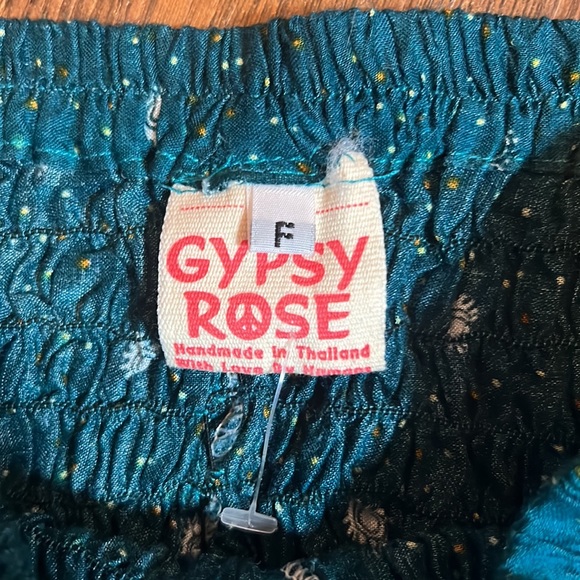 F
GYPSY
ROSE
Handmade in Thailand
With Love By